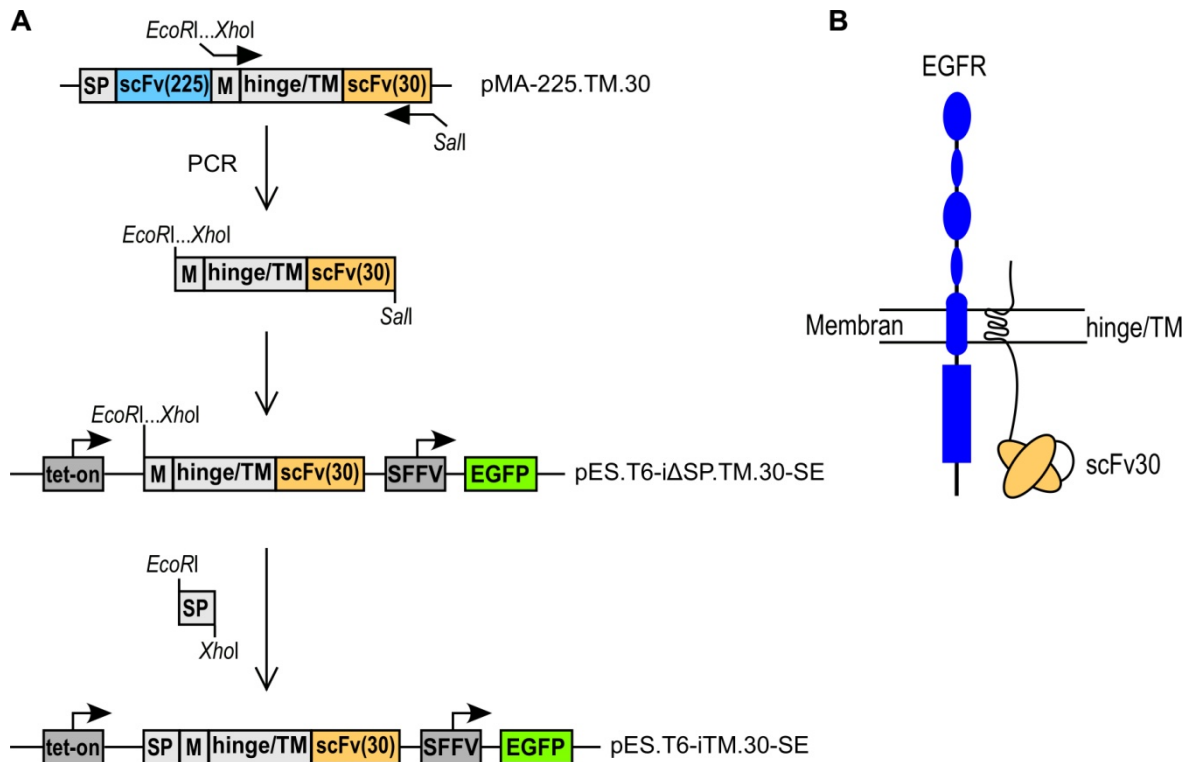 A
EcoRI...XhoI
SP scFv(225) M hinge/TM scFv(30)
pMA-225.TM.30
SalI
PCR
EcoRI...XhoI
M hinge/TM scFv(30)
SalI
EcoRI...XhoI
tet-on M hinge/TM scFv(30) SFFV EGFP
pES.T6-iΔSP.TM.30-SE
EcoRI
SP
XhoI
tet-on SP M hinge/TM scFv(30) SFFV EGFP
pES.T6-iTM.30-SE
B
EGFR
Membran
hinge/TM
scFv30